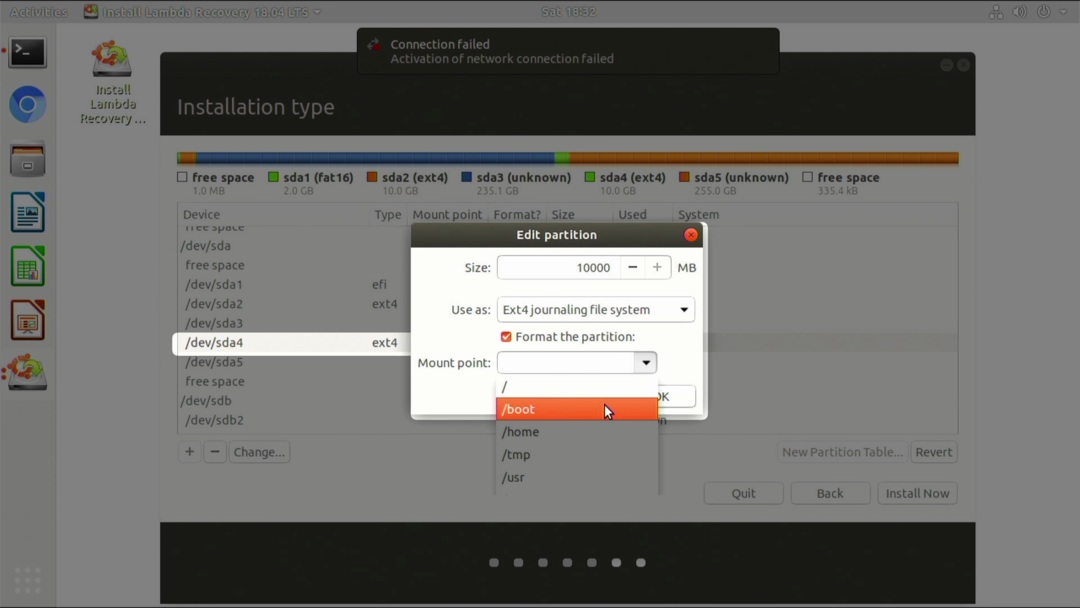 Activities
Install Lambda Recovery 18.04 LTS
Sat 18:32
Connection failed
Activation of network connection failed
Install
Lambda
Recovery ...
Installation type
free space
1.0 MB
sda1 (fat16)
2.0 GB
sda2 (ext4)
10.0 GB
sda3 (unknown)
235.1 GB
sda4 (ext4)
10.0 GB
sda5 (unknown)
255.0 GB
free space
335.4 kB
Device Type Mount point Format? Size Used System
free space
/dev/sda
free space
/dev/sda1 efi
/dev/sda2 ext4
/dev/sda3
/dev/sda4 ext4
/dev/sda5
free space
/dev/sdb
/dev/sdb2
Edit partition
Size: 10000 MB
Use as: Ext4 journaling file system
Format the partition:
Mount point:
/
/boot
/home
/tmp
/usr
+ − Change... New Partition Table... Revert
Quit Back Install Now